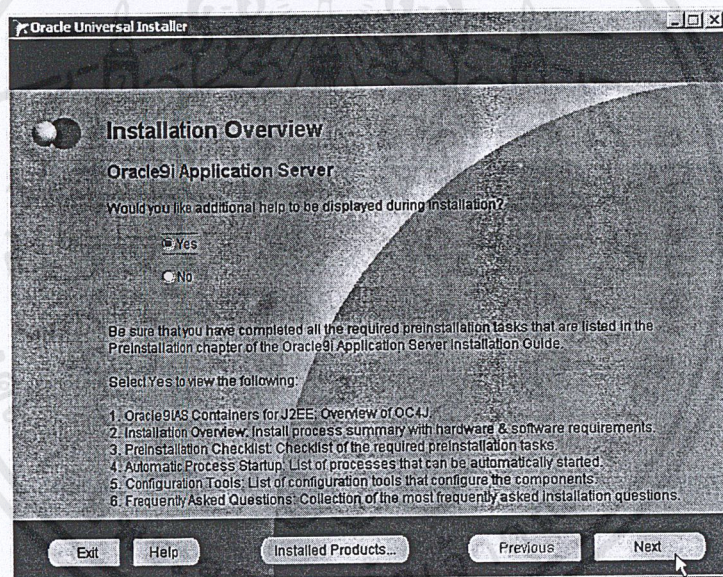 Oracle Universal Installer
Installation Overview
Oracle9i Application Server
Would you like additional help to be displayed during installation?
Yes
No
Be sure that you have completed all the required preinstallation tasks that are listed in the
Preinstallation chapter of the Oracle9i Application Server Installation Guide.
Select Yes to view the following:
1. Oracle9iAS Containers for J2EE: Overview of OC4J.
2. Installation Overview: Install process summary with hardware & software requirements.
3. Preinstallation Checklist: Checklist of the required preinstallation tasks.
4. Automatic Process Startup: List of processes that can be automatically started.
5. Configuration Tools: List of configuration tools that configure the components.
6. Frequently Asked Questions: Collection of the most frequently asked installation questions.
Exit Help Installed Products... Previous Next